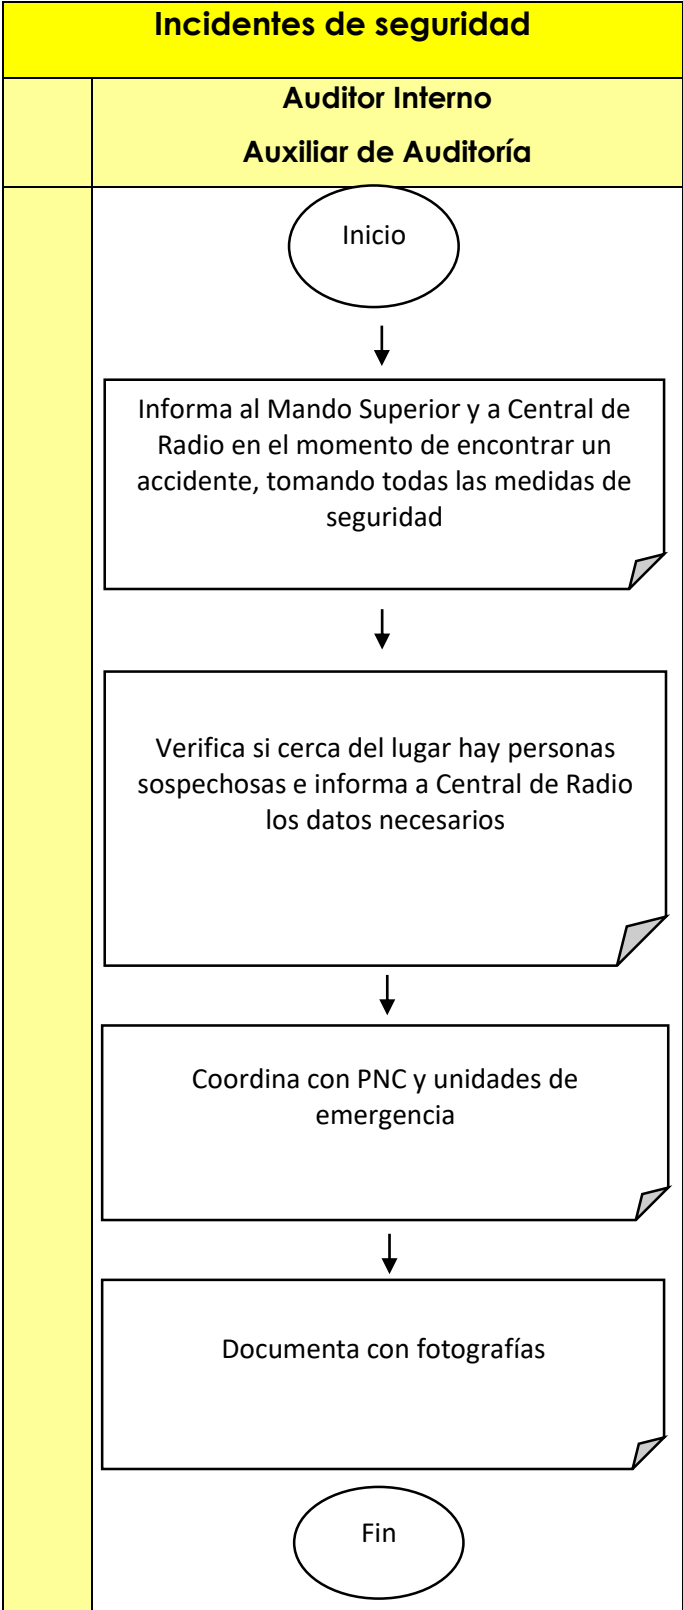 Incidentes de seguridad
Auditor Interno
Auxiliar de Auditoría
Inicio
Informa al Mando Superior y a Central de
Radio en el momento de encontrar un
accidente, tomando todas las medidas de
seguridad
Verifica si cerca del lugar hay personas
sospechosas e informa a Central de Radio
los datos necesarios
Coordina con PNC y unidades de
emergencia
Documenta con fotografías
Fin